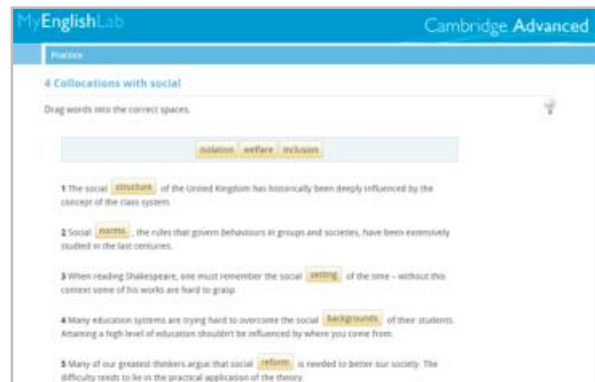 MyEnglishLab
Cambridge Advanced
Practice
4 Collocations with social
Drag words into the correct spaces.
isolation welfare inclusion
1 The social structure of the United Kingdom has historically been deeply influenced by the
concept of the class system.
2 Social norms, the rules that govern behaviours in groups and societies, have been extensively
studied in the last centuries.
3 When reading Shakespeare, one must remember the social setting of the time – without this
context some of his works are hard to grasp.
4 Many education systems are trying hard to overcome the social backgrounds of their students.
Attaining a high level of education shouldn't be influenced by where you come from.
5 Many of our greatest thinkers argue that social reform is needed to better our society. The
difficulty tends to lie in the practical application of the theory.